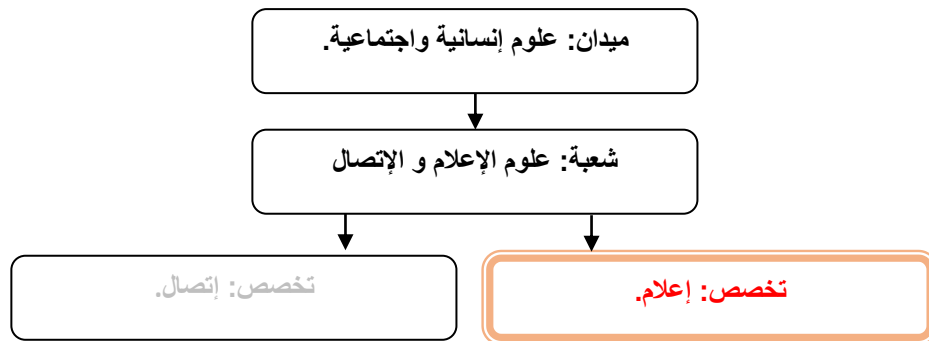 ميدان: علوم إنسانية واجتماعية.
شعبة: علوم الإعلام و الإتصال
تخصص: إعلام.
تخصص: إتصال.